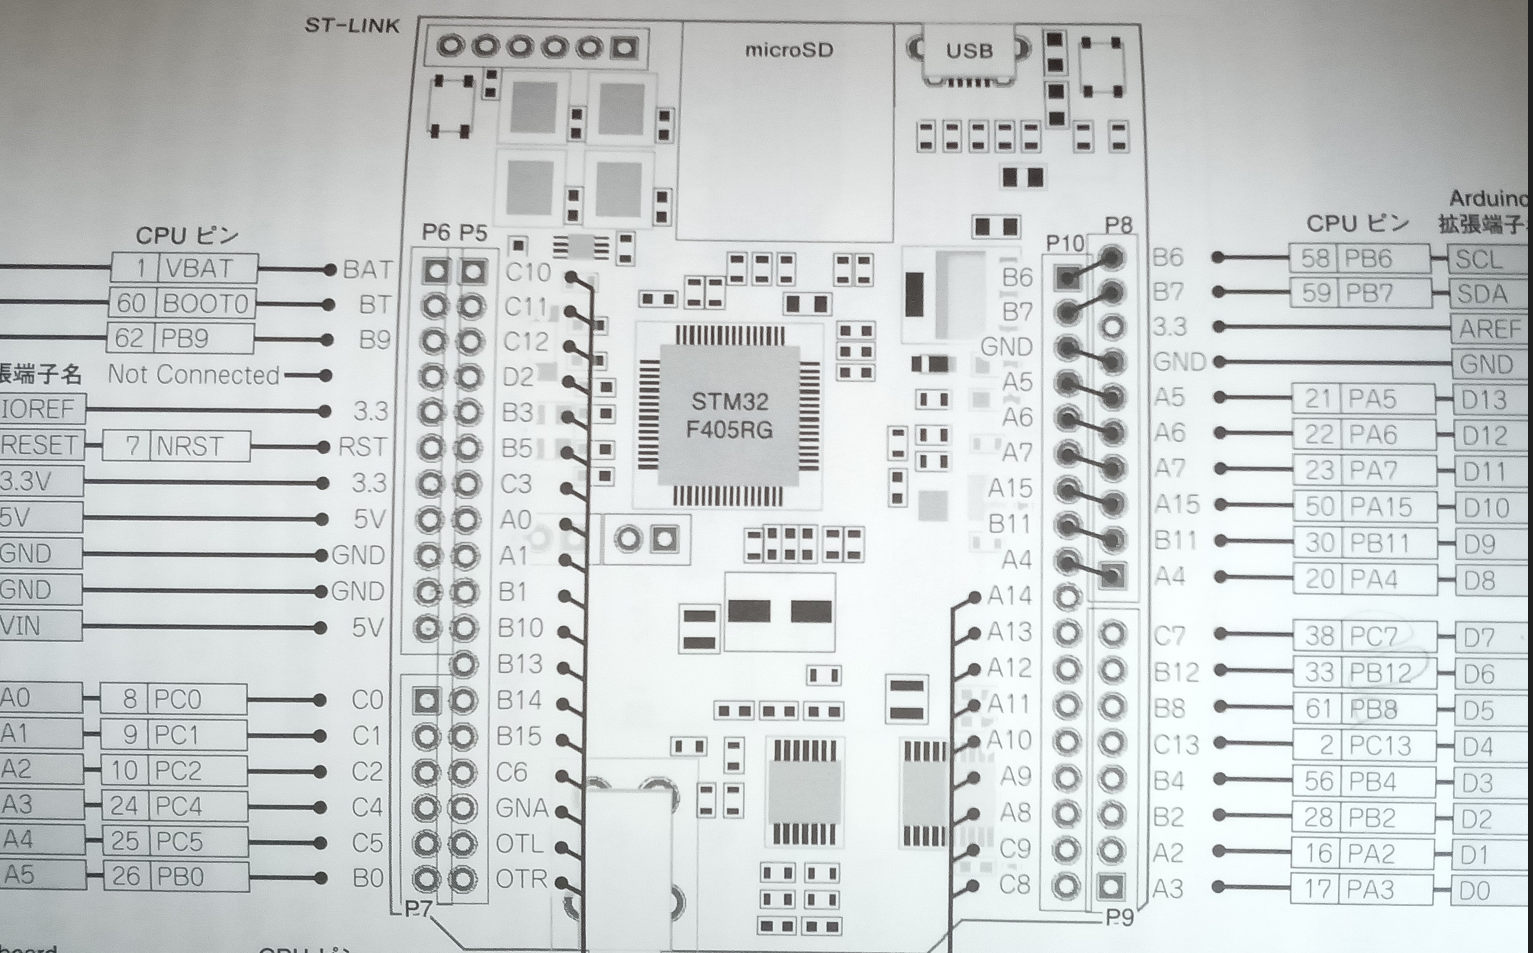 ST-LINK
microSD
USB
Arduino
CPU ピン
P6 P5
P8
CPU ピン
拡張端子
P10
1 VBAT BAT C10 B6 B6 58 PB6 SCL
60 BOOT0 BT C11 B7 B7 59 PB7 SDA
62 PB9 B9 C12 GND 3.3 AREF
張端子名 Not Connected D2 A5 GND GND
IOREF 3.3 B3 STM32 A6 A5 21 PA5 D13
RESET 7 NRST RST B5 F405RG A7 A6 22 PA6 D12
3.3V 3.3 C3 A15 A7 23 PA7 D11
5V 5V A0 B11 A15 50 PA15 D10
GND GND A1 A4 B11 30 PB11 D9
GND GND B1 A14 A4 20 PA4 D8
VIN 5V B10 A13 C7 38 PC7 D7
B13 A12 B12 33 PB12 D6
A0 8 PC0 C0 B14 A11 B8 61 PB8 D5
A1 9 PC1 C1 B15 A10 C13 2 PC13 D4
A2 10 PC2 C2 C6 A9 B4 56 PB4 D3
A3 24 PC4 C4 GNA A8 B2 28 PB2 D2
A4 25 PC5 C5 OTL C9 A2 16 PA2 D1
A5 26 PB0 B0 OTR C8 A3 17 PA3 D0
P7
P9